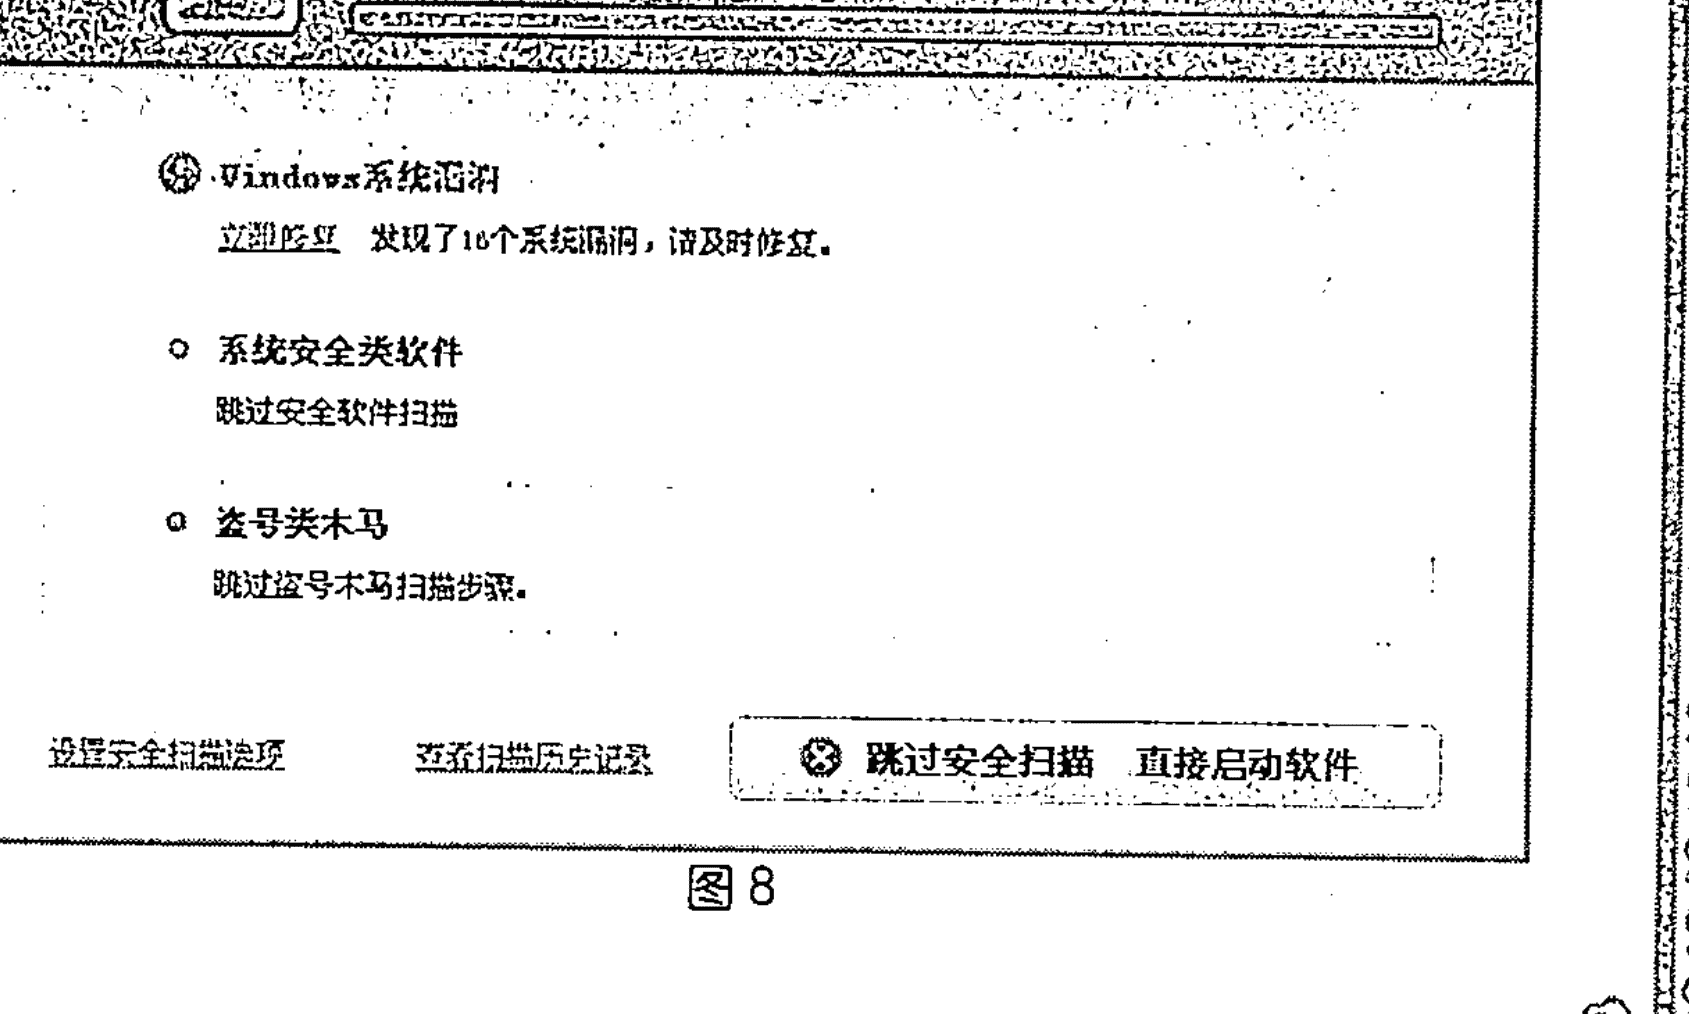 Windows系统漏洞
立即修复 发现了16个系统漏洞，请及时修复。
系统安全类软件
跳过安全软件扫描
盗号类木马
跳过盗号木马扫描步骤。
设置安全扫描选项 查看扫描历史记录 跳过安全扫描 直接启动软件
图 8